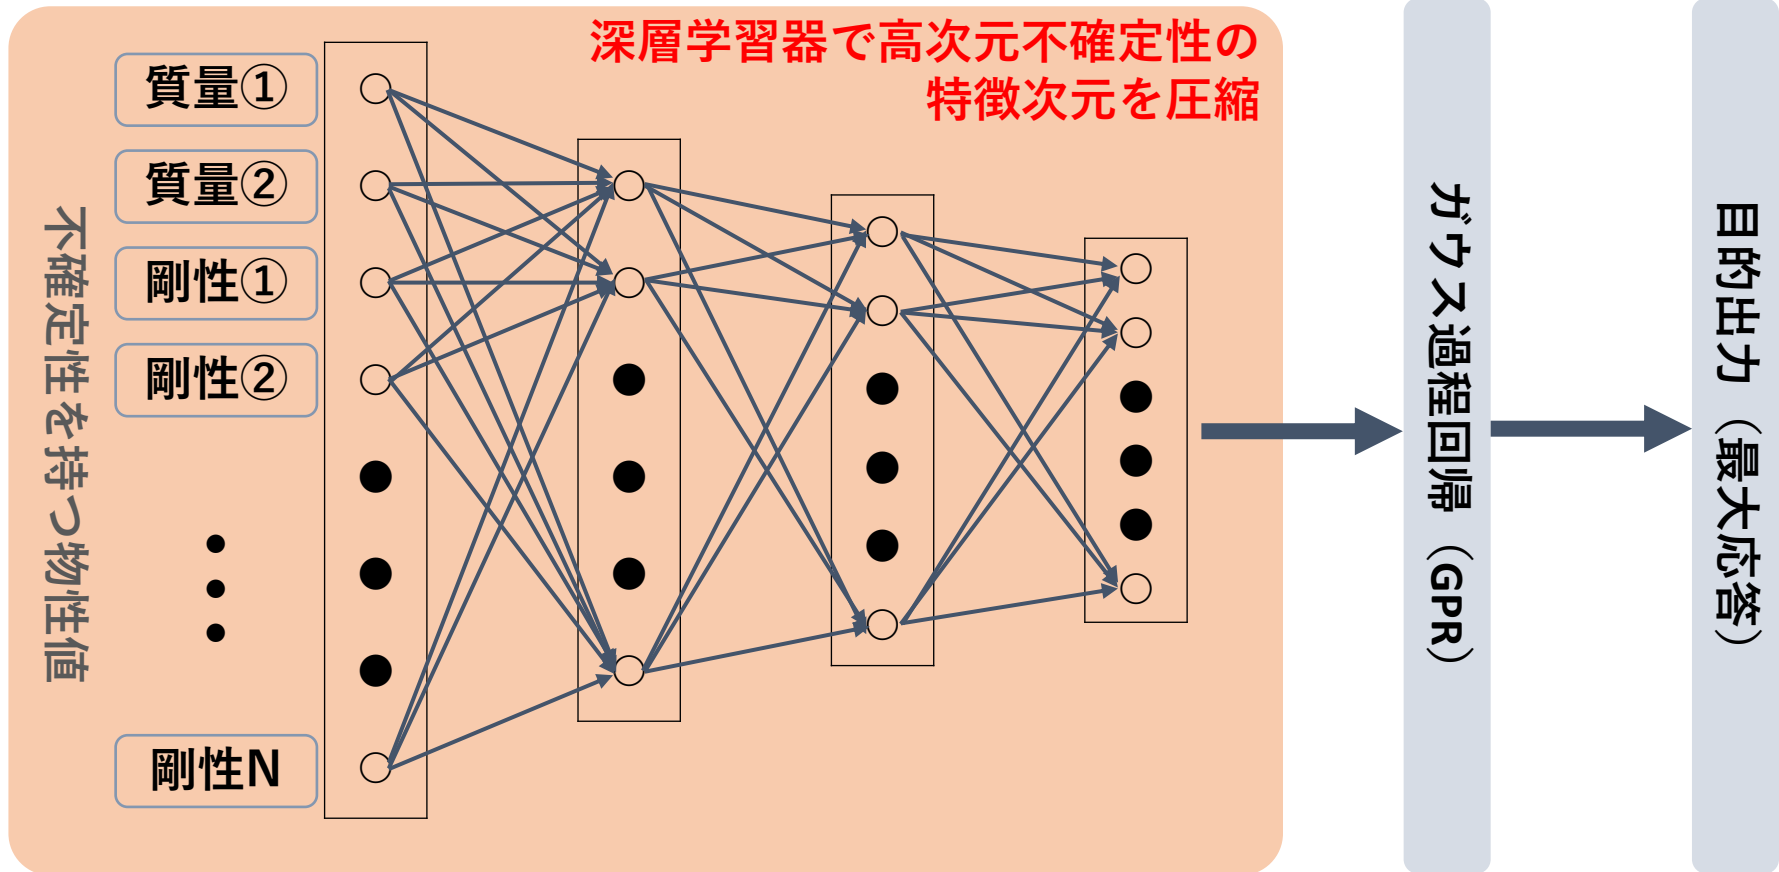 深層学習器で高次元不確定性の
特徴次元を圧縮
不確定性を持つ物性値
質量①
質量②
剛性①
剛性②
剛性N
ガウス過程回帰（GPR）
目的出力（最大応答）